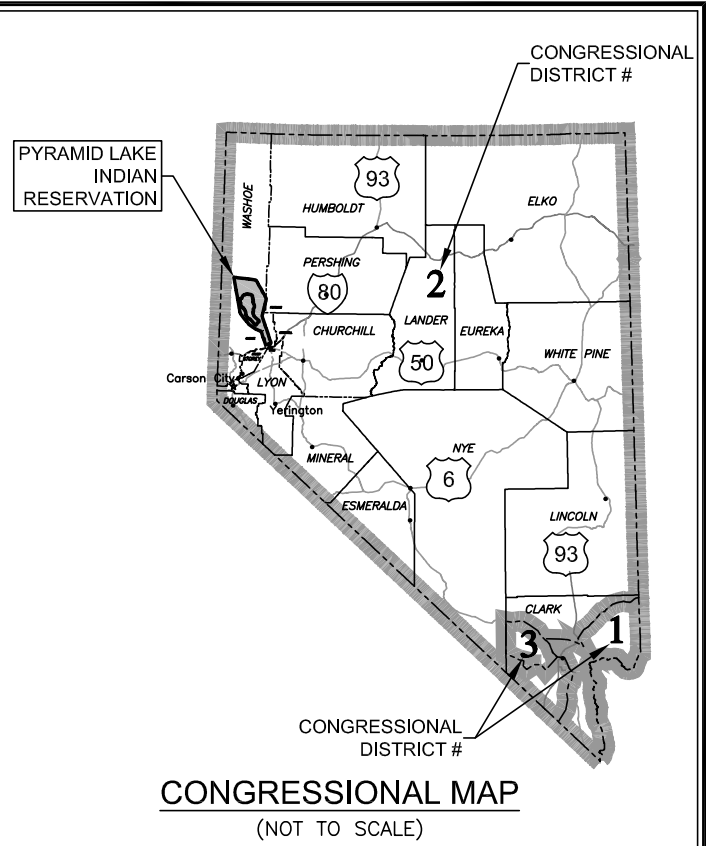 CONGRESSIONAL
DISTRICT #
PYRAMID LAKE
INDIAN
RESERVATION
WASHOE
93
HUMBOLDT
ELKO
PERSHING
80
2
LANDER
CHURCHILL
EUREKA
50
WHITE PINE
Carson City
LYON
DOUGLAS
Yerington
NYE
MINERAL
6
ESMERALDA
LINCOLN
93
CLARK
3
1
CONGRESSIONAL
DISTRICT #
CONGRESSIONAL MAP
(NOT TO SCALE)